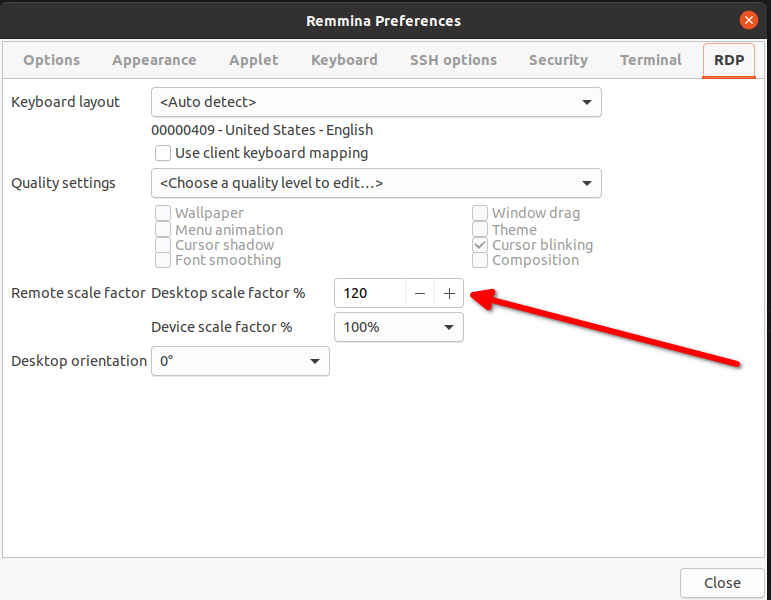 Remmina Preferences
Options Appearance Applet Keyboard SSH options Security Terminal RDP
Keyboard layout <Auto detect>
00000409 - United States - English
Use client keyboard mapping
Quality settings <Choose a quality level to edit...>
Wallpaper Window drag
Menu animation Theme
Cursor shadow Cursor blinking
Font smoothing Composition
Remote scale factor Desktop scale factor % 120 − +
Device scale factor % 100%
Desktop orientation 0°
Close